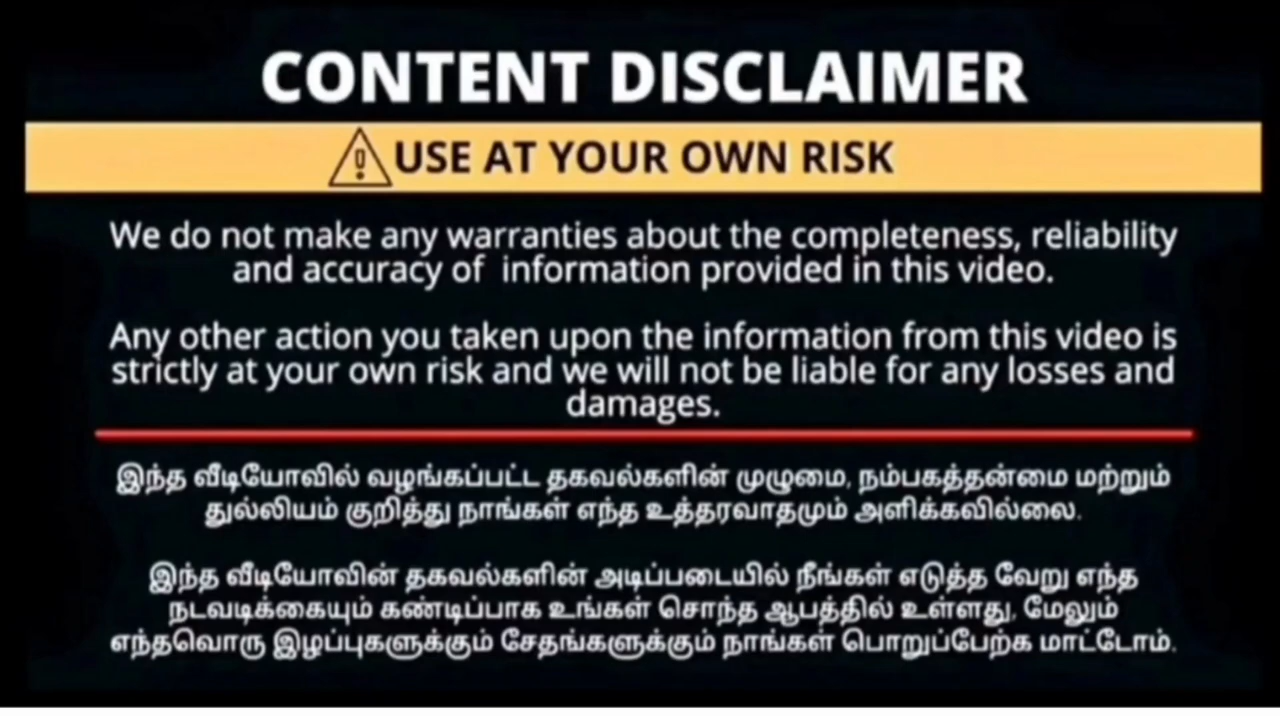 CONTENT DISCLAIMER
USE AT YOUR OWN RISK
We do not make any warranties about the completeness, reliability
and accuracy of information provided in this video.
Any other action you taken upon the information from this video is
strictly at your own risk and we will not be liable for any losses and
damages.
இந்த வீடியோவில் வழங்கப்பட்ட தகவல்களின் முழுமை, நம்பகத்தன்மை மற்றும்
துல்லியம் குறித்து நாங்கள் எந்த உத்தரவாதமும் அளிக்கவில்லை.
இந்த வீடியோவின் தகவல்களின் அடிப்படையில் நீங்கள் எடுத்த வேறு எந்த
நடவடிக்கையும் கண்டிப்பாக உங்கள் சொந்த ஆபத்தில் உள்ளது, மேலும்
எந்தவொரு இழப்புகளுக்கும் சேதங்களுக்கும் நாங்கள் பொறுப்பேற்க மாட்டோம்.